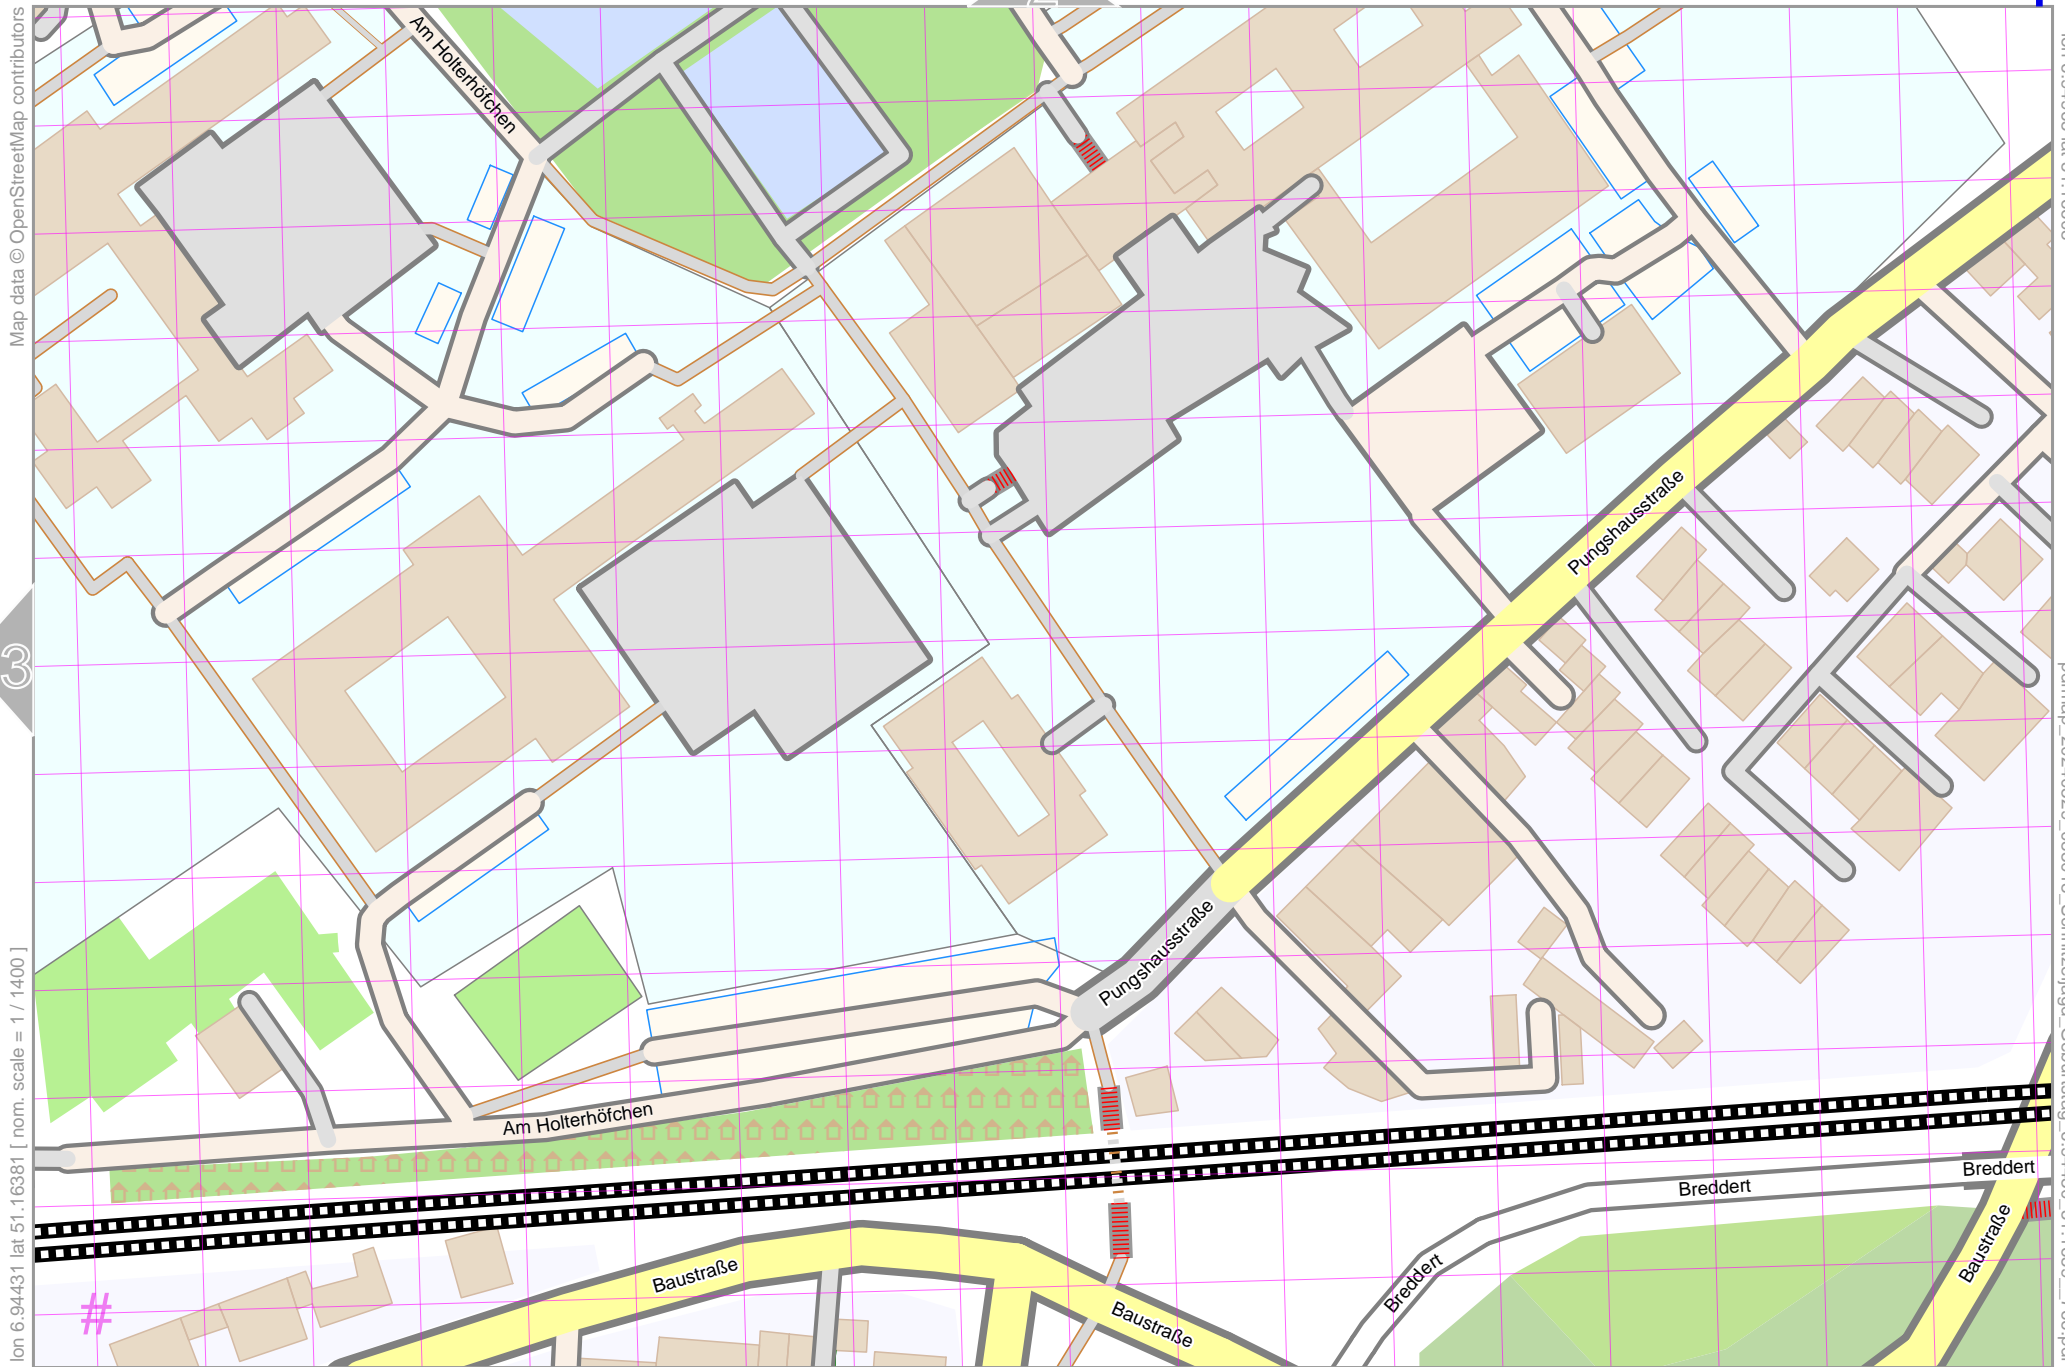 Map data © OpenStreetMap contributors
Am Holterhöfchen
Pungshausstraße
3
Pungshausstraße
Am Holterhöfchen
Breddert
Breddert
Breddert
Baustraße
Baustraße
Baustraße
#
lon 6.94431 lat 51.16381 [ nom. scale = 1 / 1400 ]